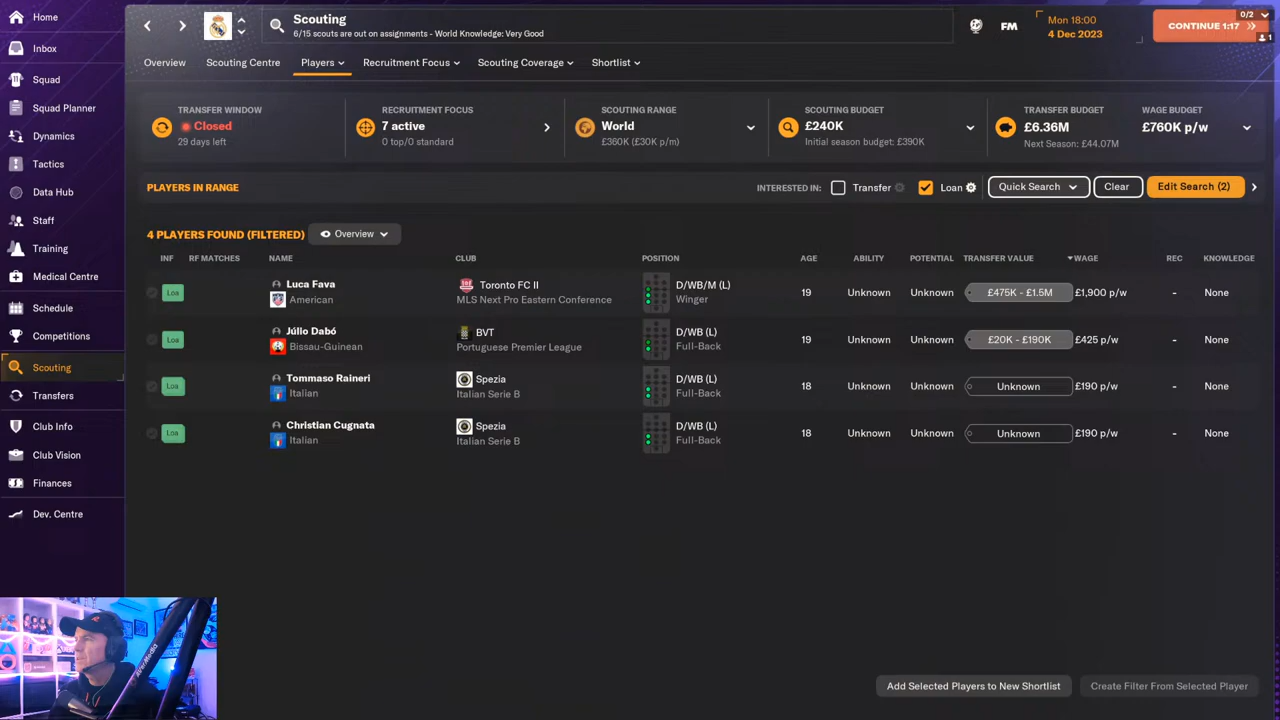 Home
Inbox
Squad
Squad Planner
Dynamics
Tactics
Data Hub
Staff
Training
Medical Centre
Schedule
Competitions
Scouting
Transfers
Club Info
Club Vision
Finances
Dev. Centre
Scouting
6/15 scouts are out on assignments - World Knowledge: Very Good
FM
Mon 18:00
4 Dec 2023
CONTINUE 1:17
0/2
1
Overview
Scouting Centre
Players
Recruitment Focus
Scouting Coverage
Shortlist
TRANSFER WINDOW
Closed
29 days left
RECRUITMENT FOCUS
7 active
0 top/0 standard
SCOUTING RANGE
World
£360K (£30K p/m)
SCOUTING BUDGET
£240K
Initial season budget: £390K
TRANSFER BUDGET
£6.36M
Next Season: £44.07M
WAGE BUDGET
£760K p/w
PLAYERS IN RANGE
INTERESTED IN: Transfer Loan Quick Search Clear Edit Search (2)
4 PLAYERS FOUND (FILTERED) Overview
INF RF MATCHES NAME CLUB POSITION AGE ABILITY POTENTIAL TRANSFER VALUE WAGE REC KNOWLEDGE
Loa Luca Fava Toronto FC II D/WB/M (L) 19 Unknown Unknown £475K - £1.5M £1,900 p/w - None
American MLS Next Pro Eastern Conference Winger
Loa Júlio Dabó BVT D/WB (L) 19 Unknown Unknown £20K - £190K £425 p/w - None
Bissau-Guinean Portuguese Premier League Full-Back
Loa Tommaso Raineri Spezia D/WB (L) 18 Unknown Unknown Unknown £190 p/w - None
Italian Italian Serie B Full-Back
Loa Christian Cugnata Spezia D/WB (L) 18 Unknown Unknown Unknown £190 p/w - None
Italian Italian Serie B Full-Back
Add Selected Players to New Shortlist
Create Filter From Selected Player
AVerMedia